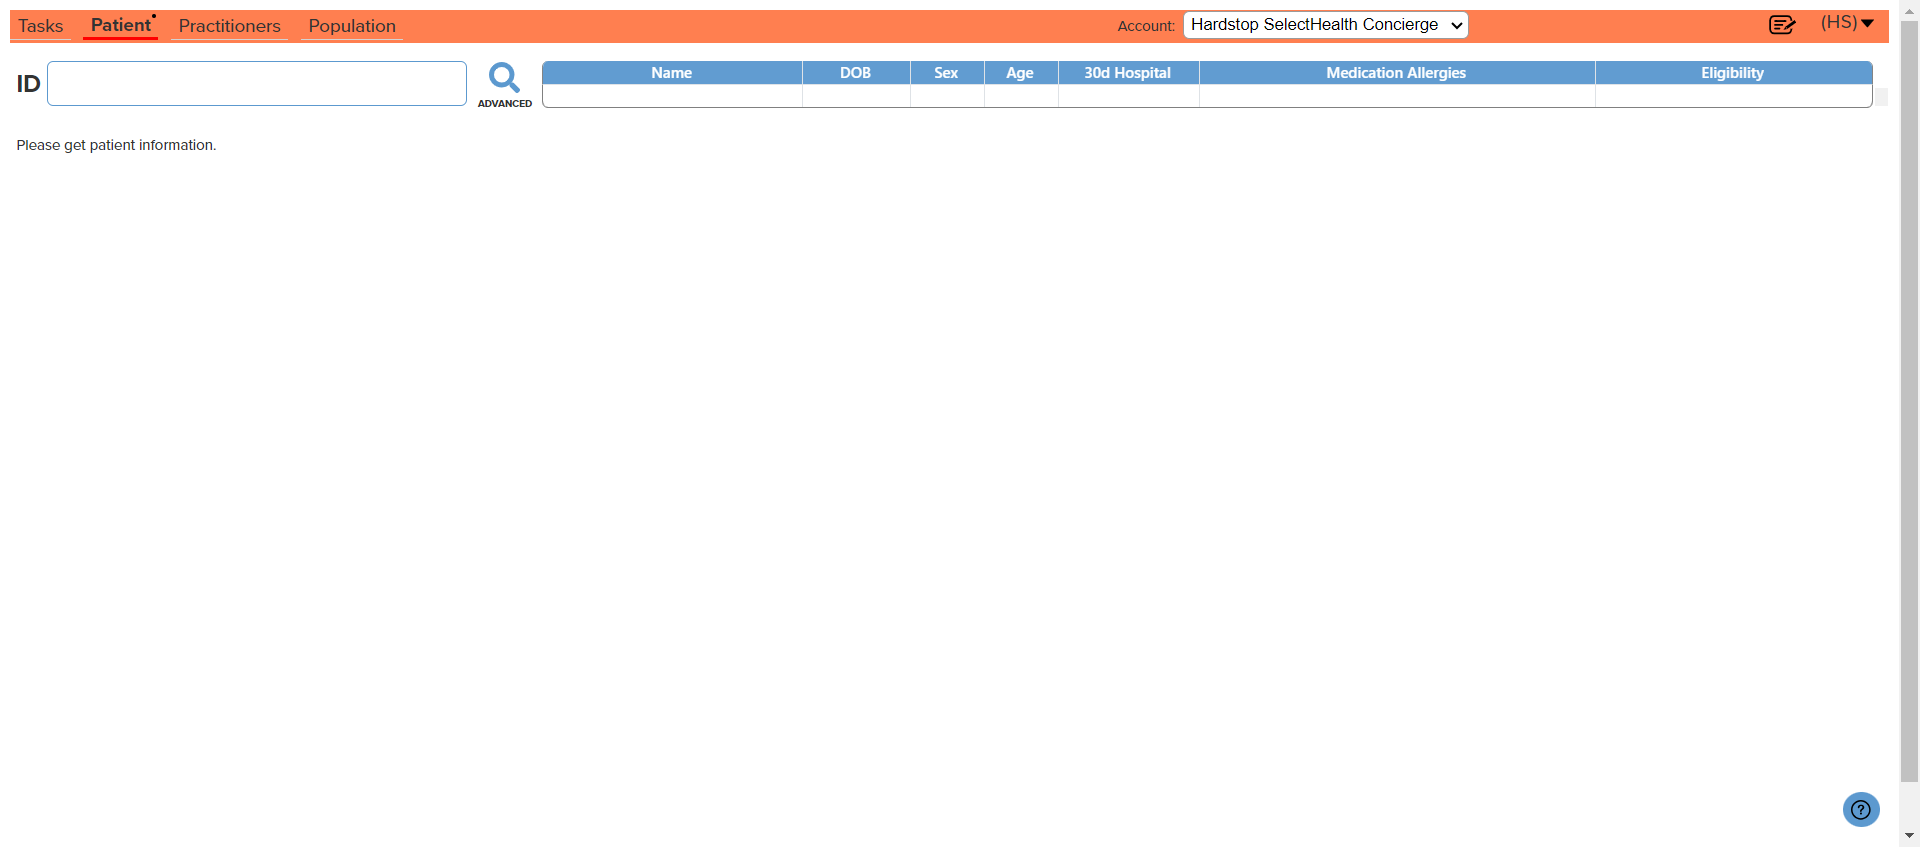 Tasks Patient Practitioners Population Account: Hardstop SelectHealth Concierge (HS)
ID
ADVANCED
Name DOB Sex Age 30d Hospital Medication Allergies Eligibility
Please get patient information.
?